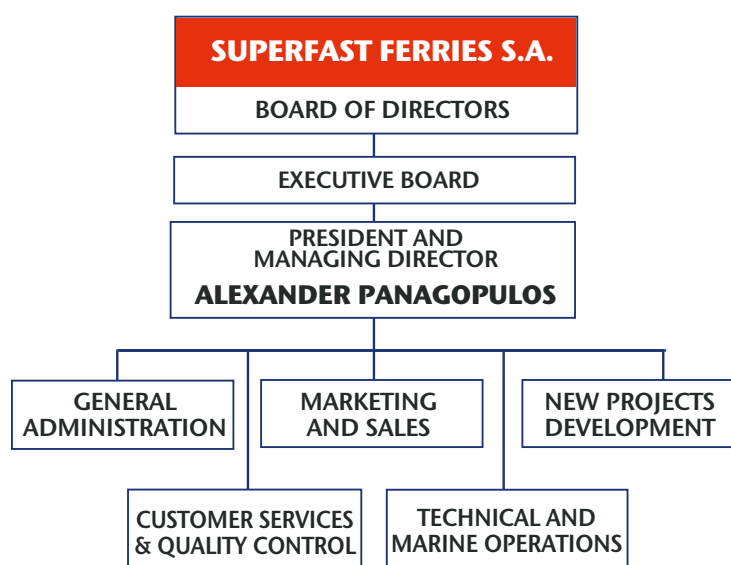 SUPERFAST FERRIES S.A.
BOARD OF DIRECTORS
EXECUTIVE BOARD
PRESIDENT AND
MANAGING DIRECTOR
ALEXANDER PANAGOPULOS
GENERAL
ADMINISTRATION
MARKETING
AND SALES
NEW PROJECTS
DEVELOPMENT
CUSTOMER SERVICES
& QUALITY CONTROL
TECHNICAL AND
MARINE OPERATIONS